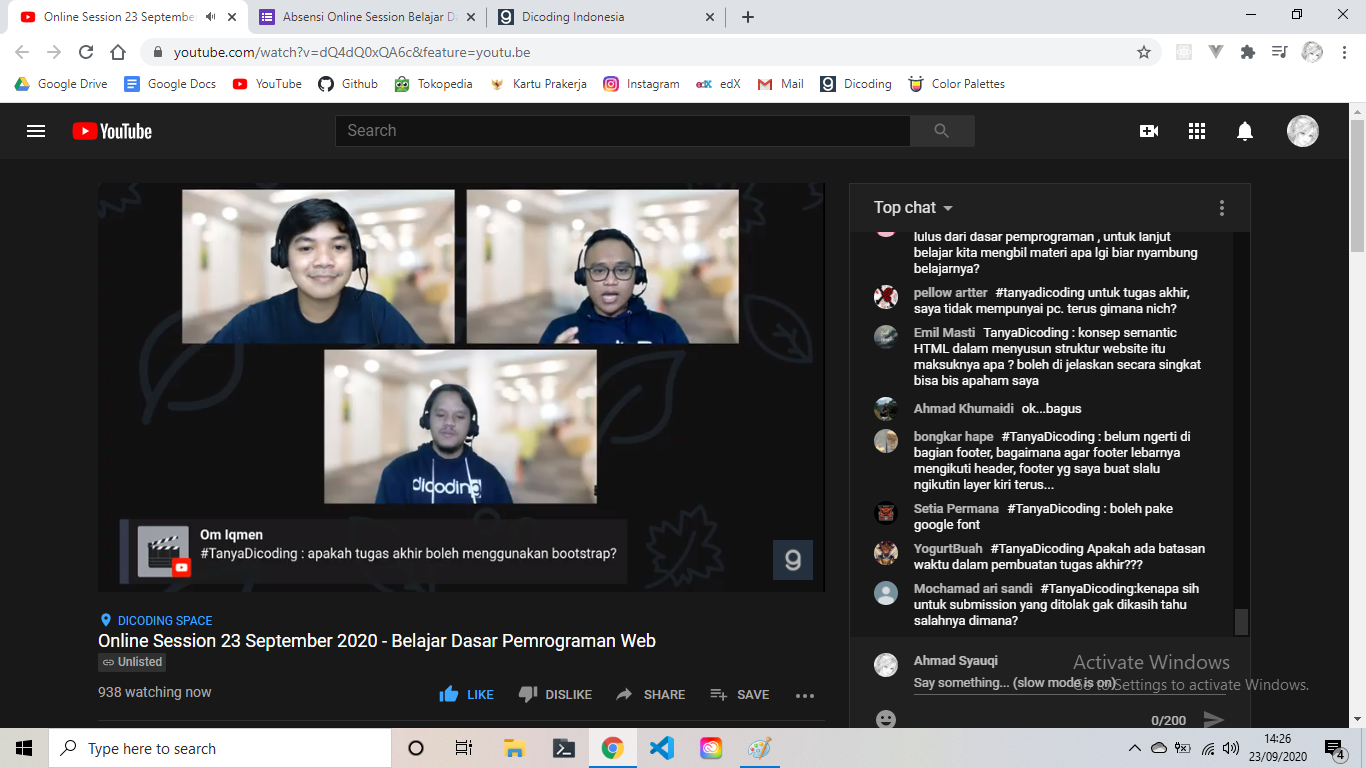 Online Session 23 September
Absensi Online Session Belajar D
Dicoding Indonesia
youtube.com/watch?v=dQ4dQ0xQA6c&feature=youtu.be
Google Drive
Google Docs
YouTube
Github
Tokopedia
Kartu Prakerja
Instagram
edX
Mail
Dicoding
Color Palettes
YouTube
Search
Top chat
lulus dari dasar pemprograman , untuk lanjut
belajar kita mengbil materi apa lgi biar nyambung
belajarnya?
pellow artter #tanyadicoding untuk tugas akhir,
saya tidak mempunyai pc. terus gimana nich?
Emil Masti TanyaDicoding : konsep semantic
HTML dalam menyusun struktur website itu
maksuknya apa ? boleh di jelaskan secara singkat
bisa bis apaham saya
Ahmad Khumaidi ok...bagus
bongkar hape #TanyaDicoding : belum ngerti di
bagian footer, bagaimana agar footer lebarnya
mengikuti header, footer yg saya buat slalu
ngikutin layer kiri terus...
Setia Permana #TanyaDicoding : boleh pake
google font
YogurtBuah #TanyaDicoding Apakah ada batasan
waktu dalam pembuatan tugas akhir???
Mochamad ari sandi #TanyaDicoding:kenapa sih
untuk submission yang ditolak gak dikasih tahu
salahnya dimana?
Ahmad Syauqi
Say something... (slow mode is on)
0/200
Activate Windows
Go to Settings to activate Windows.
dicoding
Om Iqmen
#TanyaDicoding : apakah tugas akhir boleh menggunakan bootstrap?
DICODING SPACE
Online Session 23 September 2020 - Belajar Dasar Pemrograman Web
Unlisted
938 watching now
LIKE
DISLIKE
SHARE
SAVE
Type here to search
14:26
23/09/2020
4